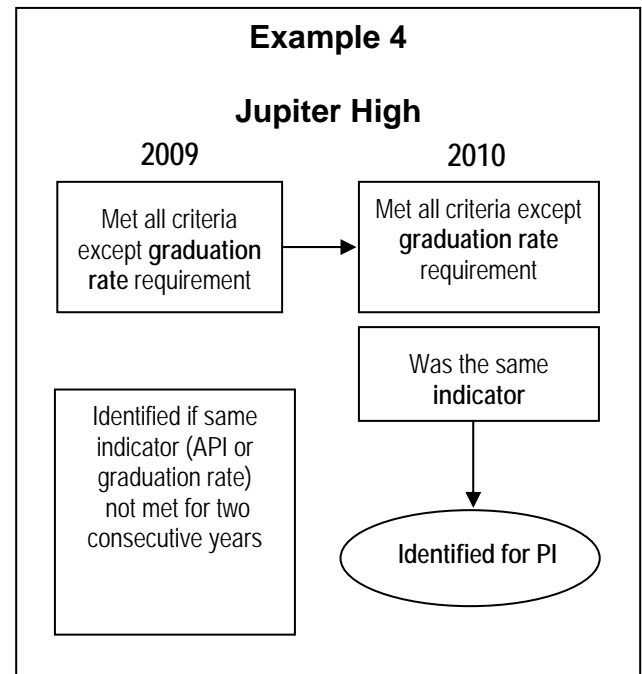 Example 4
Jupiter High
2009
2010
Met all criteria
except graduation
rate requirement
Met all criteria except
graduation rate
requirement
Was the same
indicator
Identified if same
indicator (API or
graduation rate)
not met for two
consecutive years
Identified for PI